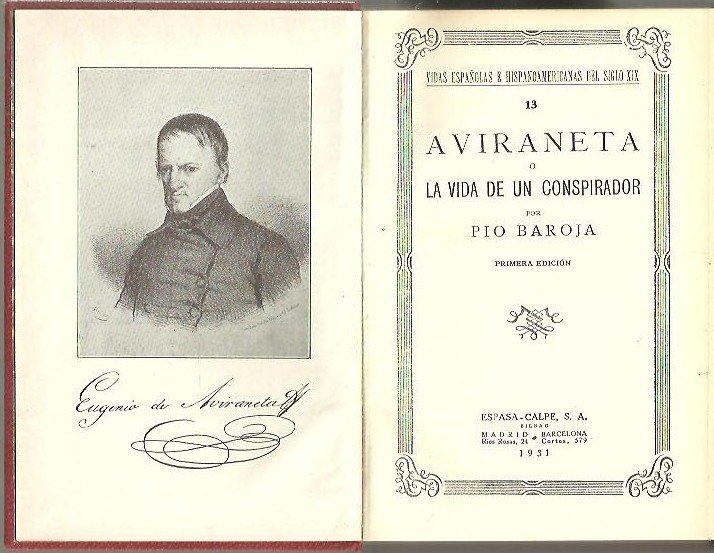 Eugenio de Aviraneta
VIDAS ESPAÑOLAS E HISPANOAMERICANAS DEL SIGLO XIX
13
AVIRANETA
O
LA VIDA DE UN CONSPIRADOR
POR
PIO BAROJA
PRIMERA EDICIÓN
ESPASA-CALPE, S. A.
BILBAO
MADRID BARCELONA
Ríos Rosas, 24 Cortes, 579
1931